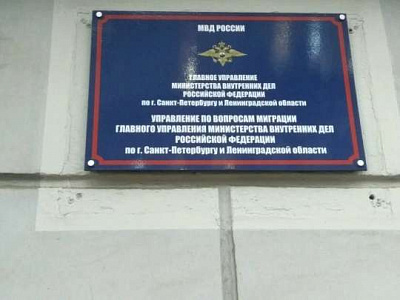 МВД РОССИИ
ГЛАВНОЕ УПРАВЛЕНИЕ
МИНИСТЕРСТВА ВНУТРЕННИХ ДЕЛ
РОССИЙСКОЙ ФЕДЕРАЦИИ
по г. Санкт-Петербургу и Ленинградской области
УПРАВЛЕНИЕ ПО ВОПРОСАМ МИГРАЦИИ
ГЛАВНОГО УПРАВЛЕНИЯ МИНИСТЕРСТВА ВНУТРЕННИХ ДЕЛ
РОССИЙСКОЙ ФЕДЕРАЦИИ
по г. Санкт-Петербургу и Ленинградской области